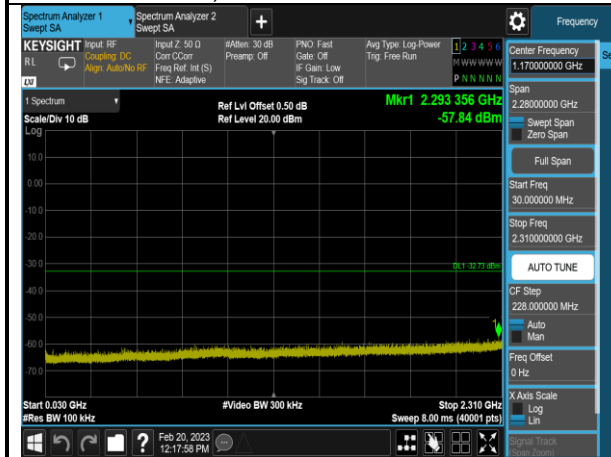 Spectrum Analyzer 1
Swept SA
Spectrum Analyzer 2
Swept SA
+
Frequency
KEYSIGHT
RL
Input: RF
Coupling: DC
Align: Auto/No RF
Input Z: 50 Ω
Corr CCorr
Freq Ref: Int (S)
NFE: Adaptive
#Atten: 30 dB
Preamp: Off
PNO: Fast
Gate: Off
IF Gain: Low
Sig Track: Off
Avg Type: Log-Power
Trig: Free Run
1 2 3 4 5 6
M W W W W W
P N N N N N
1 Spectrum
Scale/Div 10 dB
Log
Ref Lvl Offset 0.50 dB
Ref Level 20.00 dBm
Mkr1 2.293 356 GHz
-57.84 dBm
10.0
0.00
-10.0
-20.0
-30.0
-40.0
-50.0
-60.0
-70.0
DL1 -32.73 dBm
1
Start 0.030 GHz
#Res BW 100 kHz
#Video BW 300 kHz
Stop 2.310 GHz
Sweep 8.00 ms (40001 pts)
Feb 20, 2023
12:17:58 PM
Center Frequency
1.170000000 GHz
Span
2.28000000 GHz
Swept Span
Zero Span
Full Span
Start Freq
30.000000 MHz
Stop Freq
2.310000000 GHz
AUTO TUNE
CF Step
228.000000 MHz
Auto
Man
Freq Offset
0 Hz
X Axis Scale
Log
Lin
Signal Track
(Span Zoom)